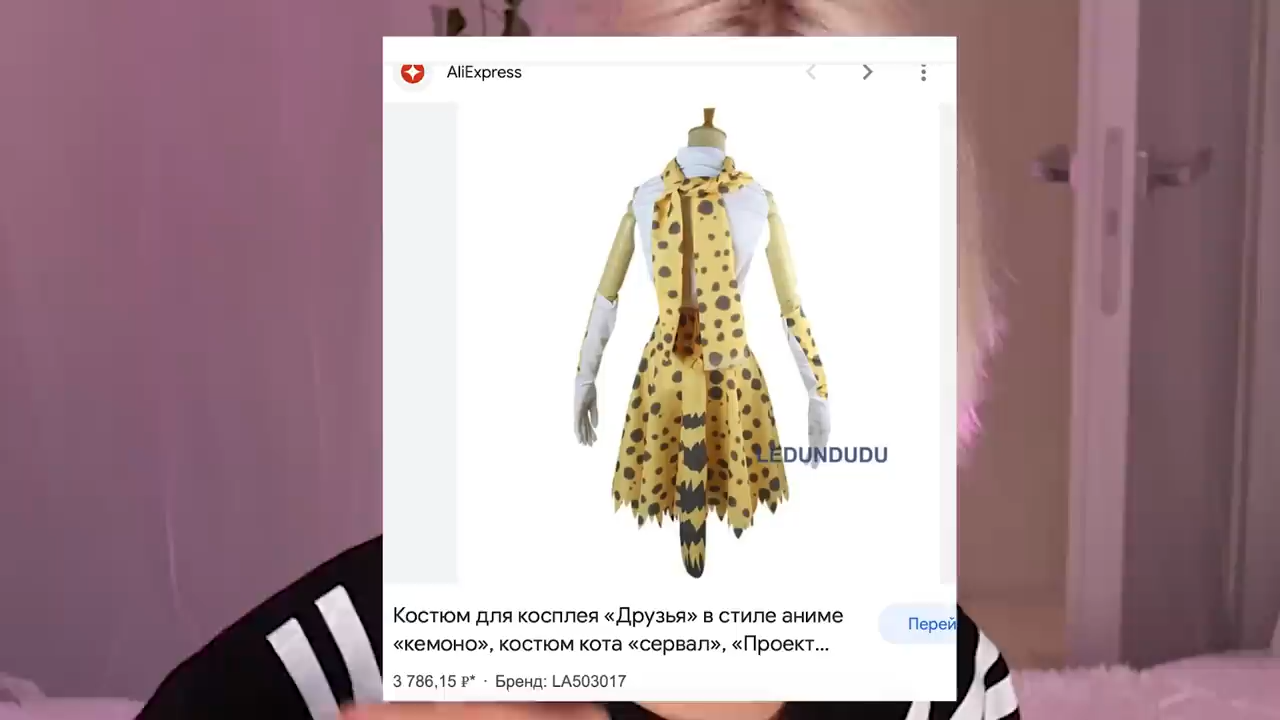 AliExpress
LEDUNDUDU
Костюм для косплея «Друзья» в стиле аниме
«кемоно», костюм кота «сервал», «Проект...
Перей
3 786,15 ₽* · Бренд: LA503017